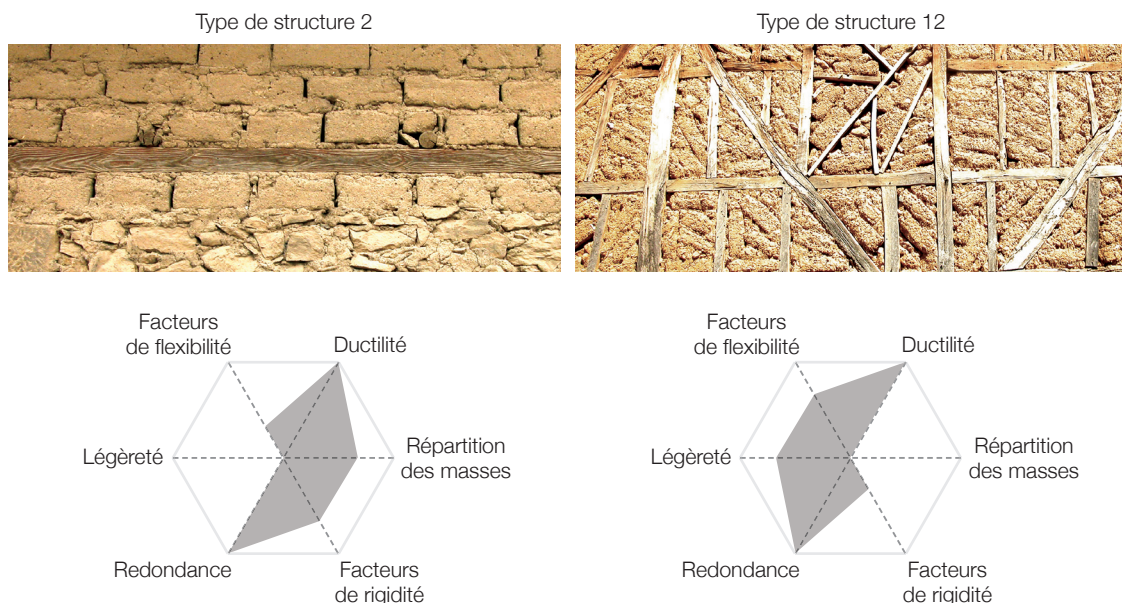 Type de structure 2
Type de structure 12
Facteurs
de flexibilité
Ductilité
Légèreté
Répartition
des masses
Redondance
Facteurs
de rigidité
Facteurs
de flexibilité
Ductilité
Légèreté
Répartition
des masses
Redondance
Facteurs
de rigidité